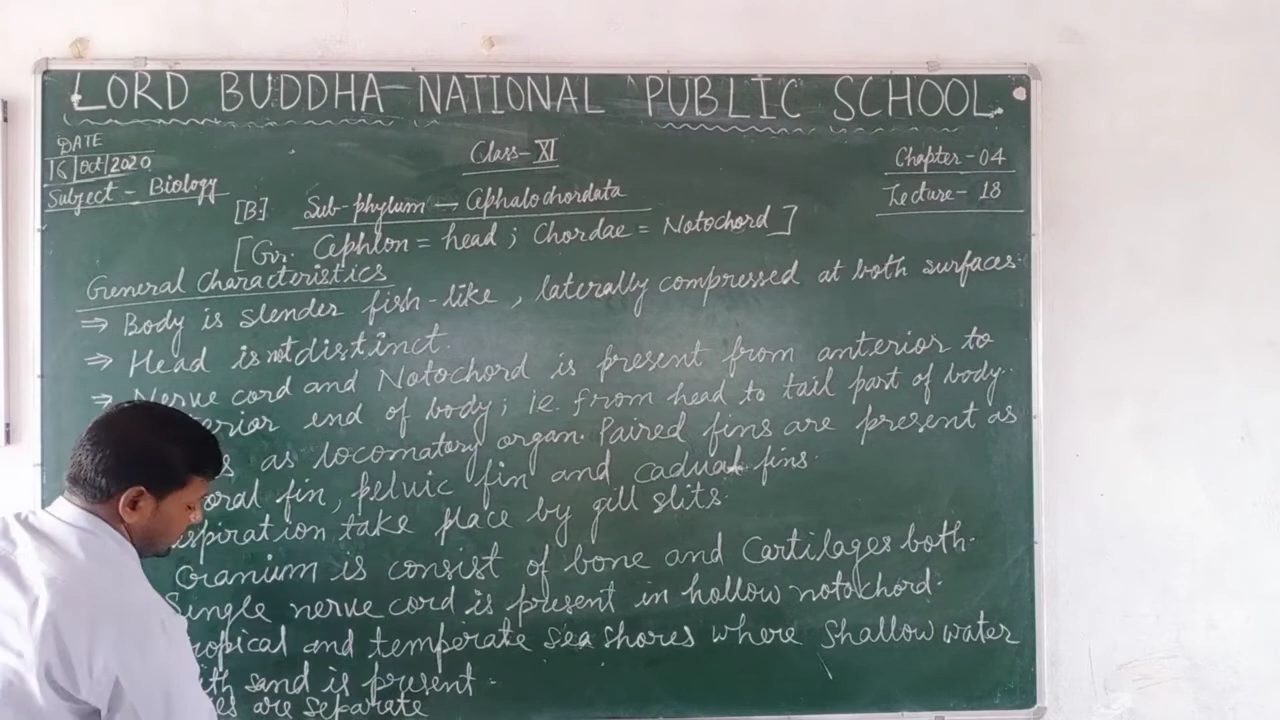 LORD BUDDHA NATIONAL PUBLIC SCHOOL
DATE
16/Oct/2020
Class-XI
Chapter-04
Subject - Biology
Lecture-18
[B] Sub-phylum — Cephalochordata
[Gr. Cephlon = head ; Chordae = Notochord]
General Characteristics
⇒ Body is slender fish-like, laterally compressed at both surfaces.
⇒ Head is not distinct.
⇒ Nerve cord and Notochord is present from anterior to
erior end of body; ie. from head to tail part of body.
s as locomatory organ. Paired fins are present as
oral fin, pelvic fin and cadual fins.
spiration take place by gill slits.
Cranium is consist of bone and Cartilages both.
Single nerve cord is present in hollow notochord.
ropical and temperate sea shores where shallow water
ith sand is present.
es are separate